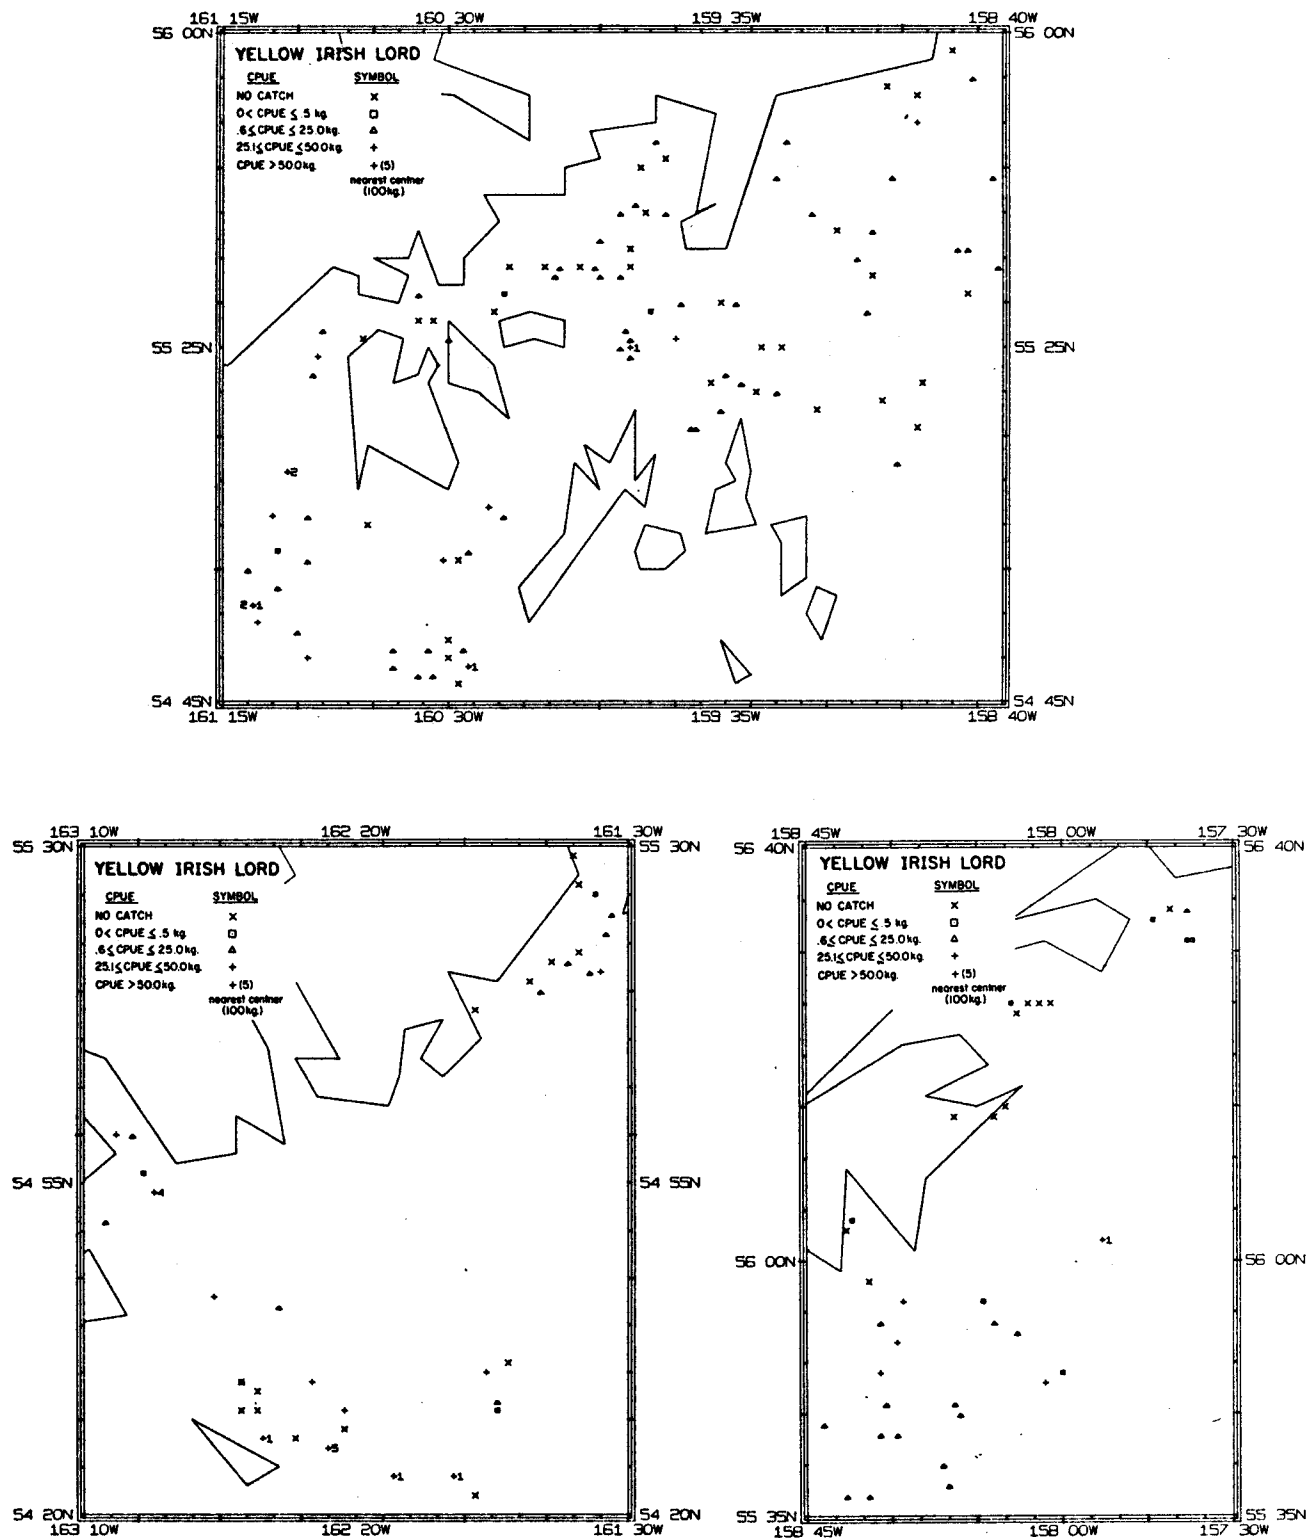 161 15W 160 30W 159 35W 158 40W
56 00N 56 00N
YELLOW IRISH LORD
CPUE SYMBOL
NO CATCH x
0 < CPUE ≤ .5 kg. □
.6 ≤ CPUE ≤ 25.0 kg. △
25.1 ≤ CPUE ≤ 50.0 kg. +
CPUE > 50.0 kg. +(5)
nearest centner
(100 kg.)
55 25N 55 25N
+1
+2
2 +1
+1
54 45N 54 45N
161 15W 160 30W 159 35W 158 40W
163 10W 162 20W 161 30W
55 30N 55 30N
YELLOW IRISH LORD
CPUE SYMBOL
NO CATCH x
0 < CPUE ≤ .5 kg. □
.6 ≤ CPUE ≤ 25.0 kg. △
25.1 ≤ CPUE ≤ 50.0 kg. +
CPUE > 50.0 kg. +(5)
nearest centner
(100 kg.)
54 55N 54 55N
+4
+1
+5
+1 +1
54 20N 54 20N
163 10W 162 20W 161 30W
158 45W 158 00W 157 30W
56 40N 56 40N
YELLOW IRISH LORD
CPUE SYMBOL
NO CATCH x
0 < CPUE ≤ .5 kg. □
.6 ≤ CPUE ≤ 25.0 kg. △
25.1 ≤ CPUE ≤ 50.0 kg. +
CPUE > 50.0 kg. +(5)
nearest centner
(100 kg.)
+1
56 00N 56 00N
55 35N 55 35N
158 45W 158 00W 157 30W